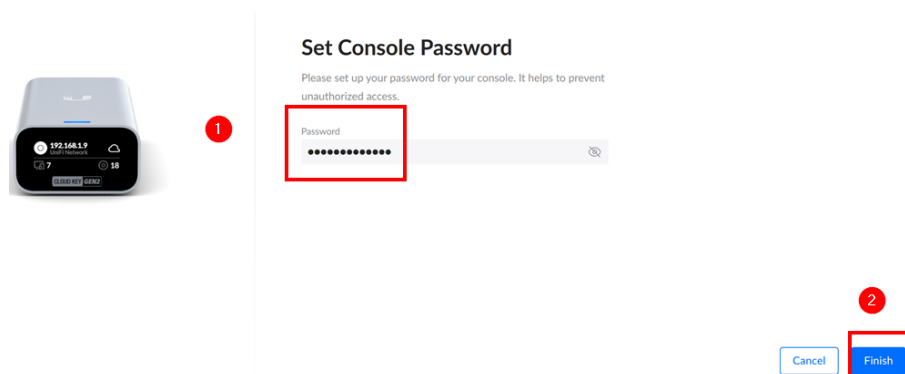 Set Console Password
Please set up your password for your console. It helps to prevent
unauthorized access.
1
Password
192.168.1.9
UniFi Network
7
18
CLOUD KEY GEN2
2
Cancel
Finish